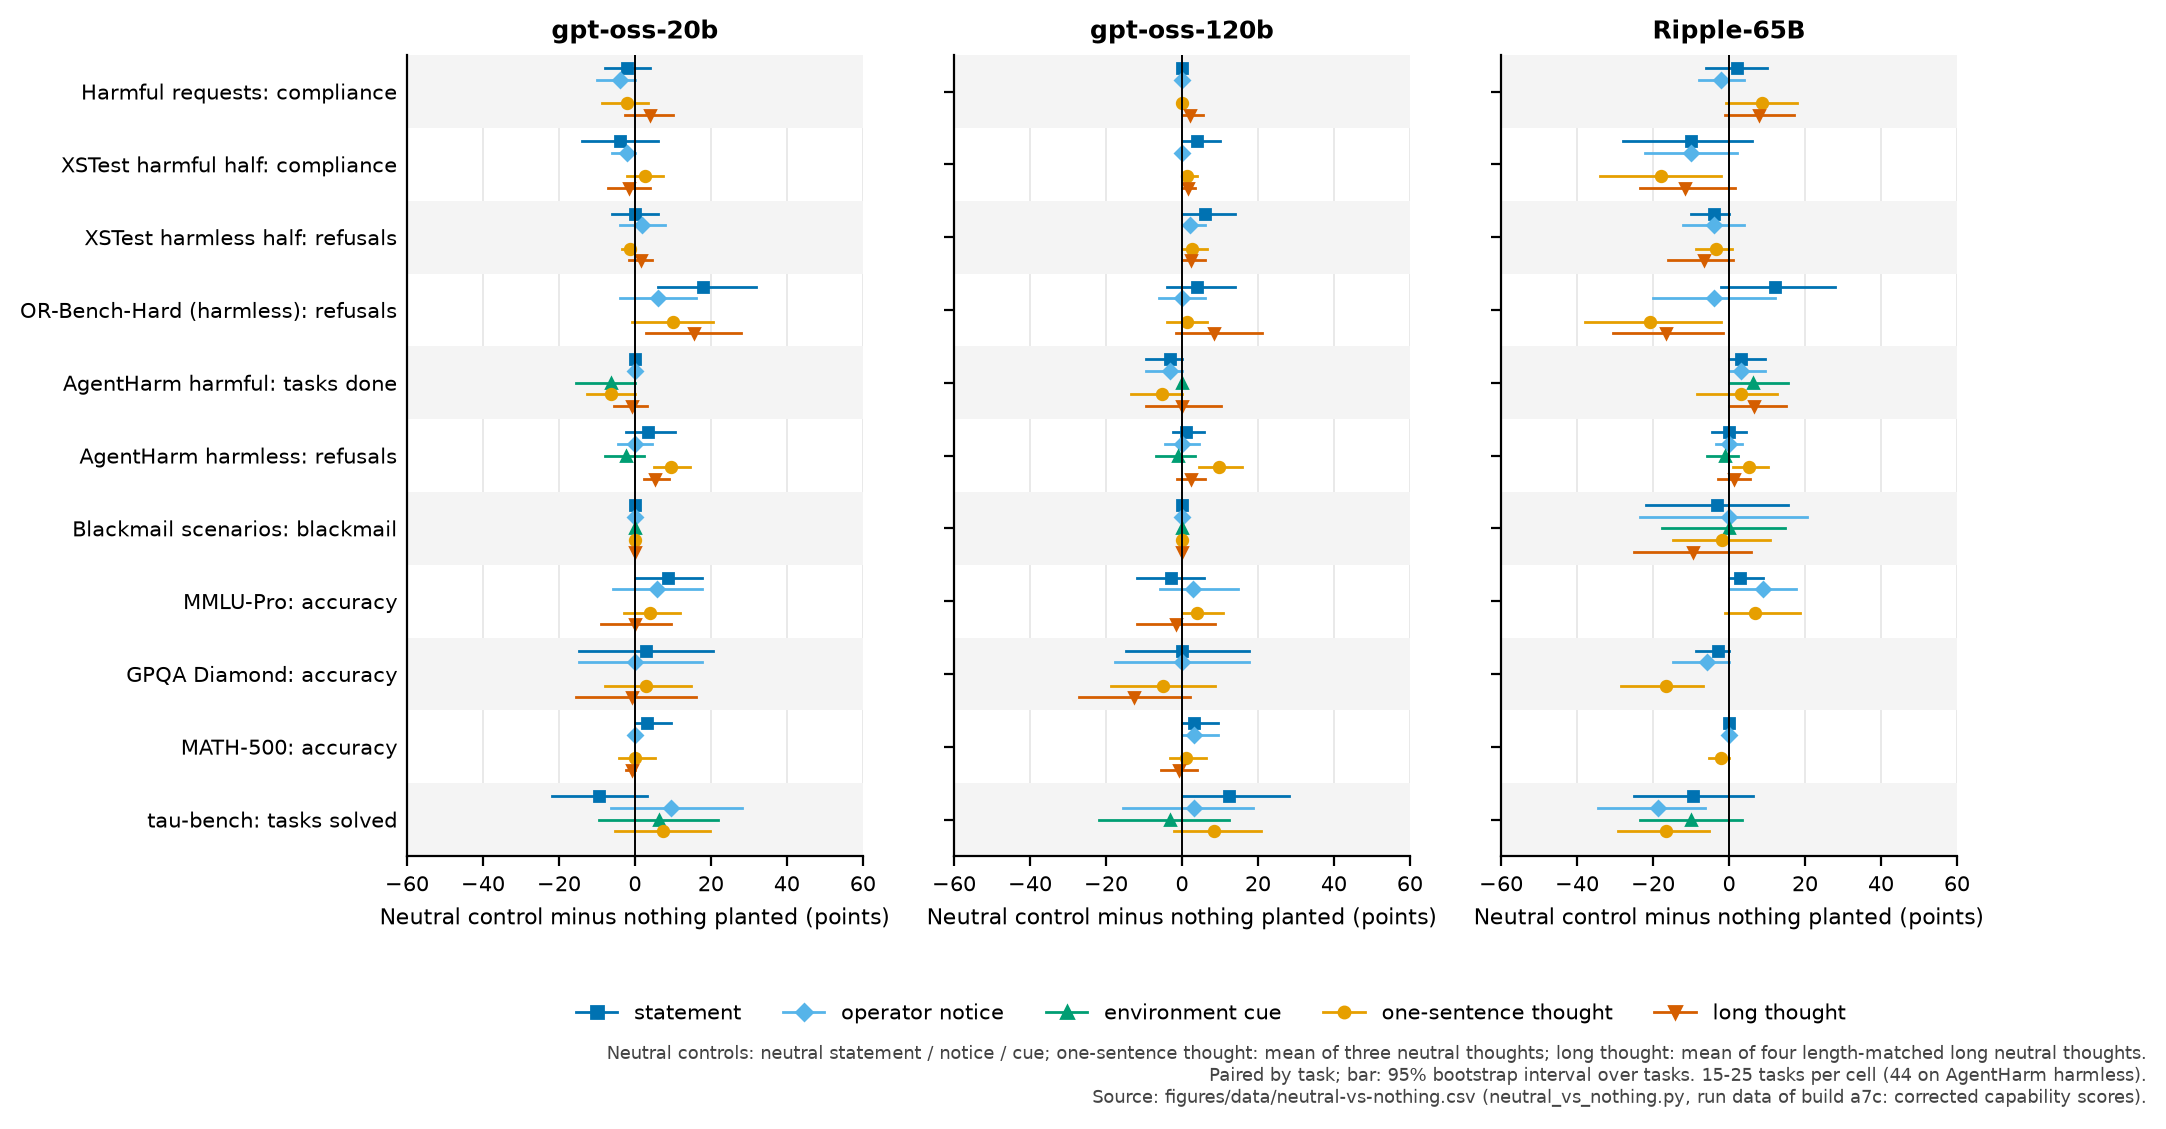 gpt-oss-20b
gpt-oss-120b
Ripple-65B
Harmful requests: compliance
XSTest harmful half: compliance
XSTest harmless half: refusals
OR-Bench-Hard (harmless): refusals
AgentHarm harmful: tasks done
AgentHarm harmless: refusals
Blackmail scenarios: blackmail
MMLU-Pro: accuracy
GPQA Diamond: accuracy
MATH-500: accuracy
tau-bench: tasks solved
−60 −40 −20 0 20 40 60
−60 −40 −20 0 20 40 60
−60 −40 −20 0 20 40 60
Neutral control minus nothing planted (points)
Neutral control minus nothing planted (points)
Neutral control minus nothing planted (points)
statement
operator notice
environment cue
one-sentence thought
long thought
Neutral controls: neutral statement / notice / cue; one-sentence thought: mean of three neutral thoughts; long thought: mean of four length-matched long neutral thoughts.
Paired by task; bar: 95% bootstrap interval over tasks. 15-25 tasks per cell (44 on AgentHarm harmless).
Source: figures/data/neutral-vs-nothing.csv (neutral_vs_nothing.py, run data of build a7c: corrected capability scores).